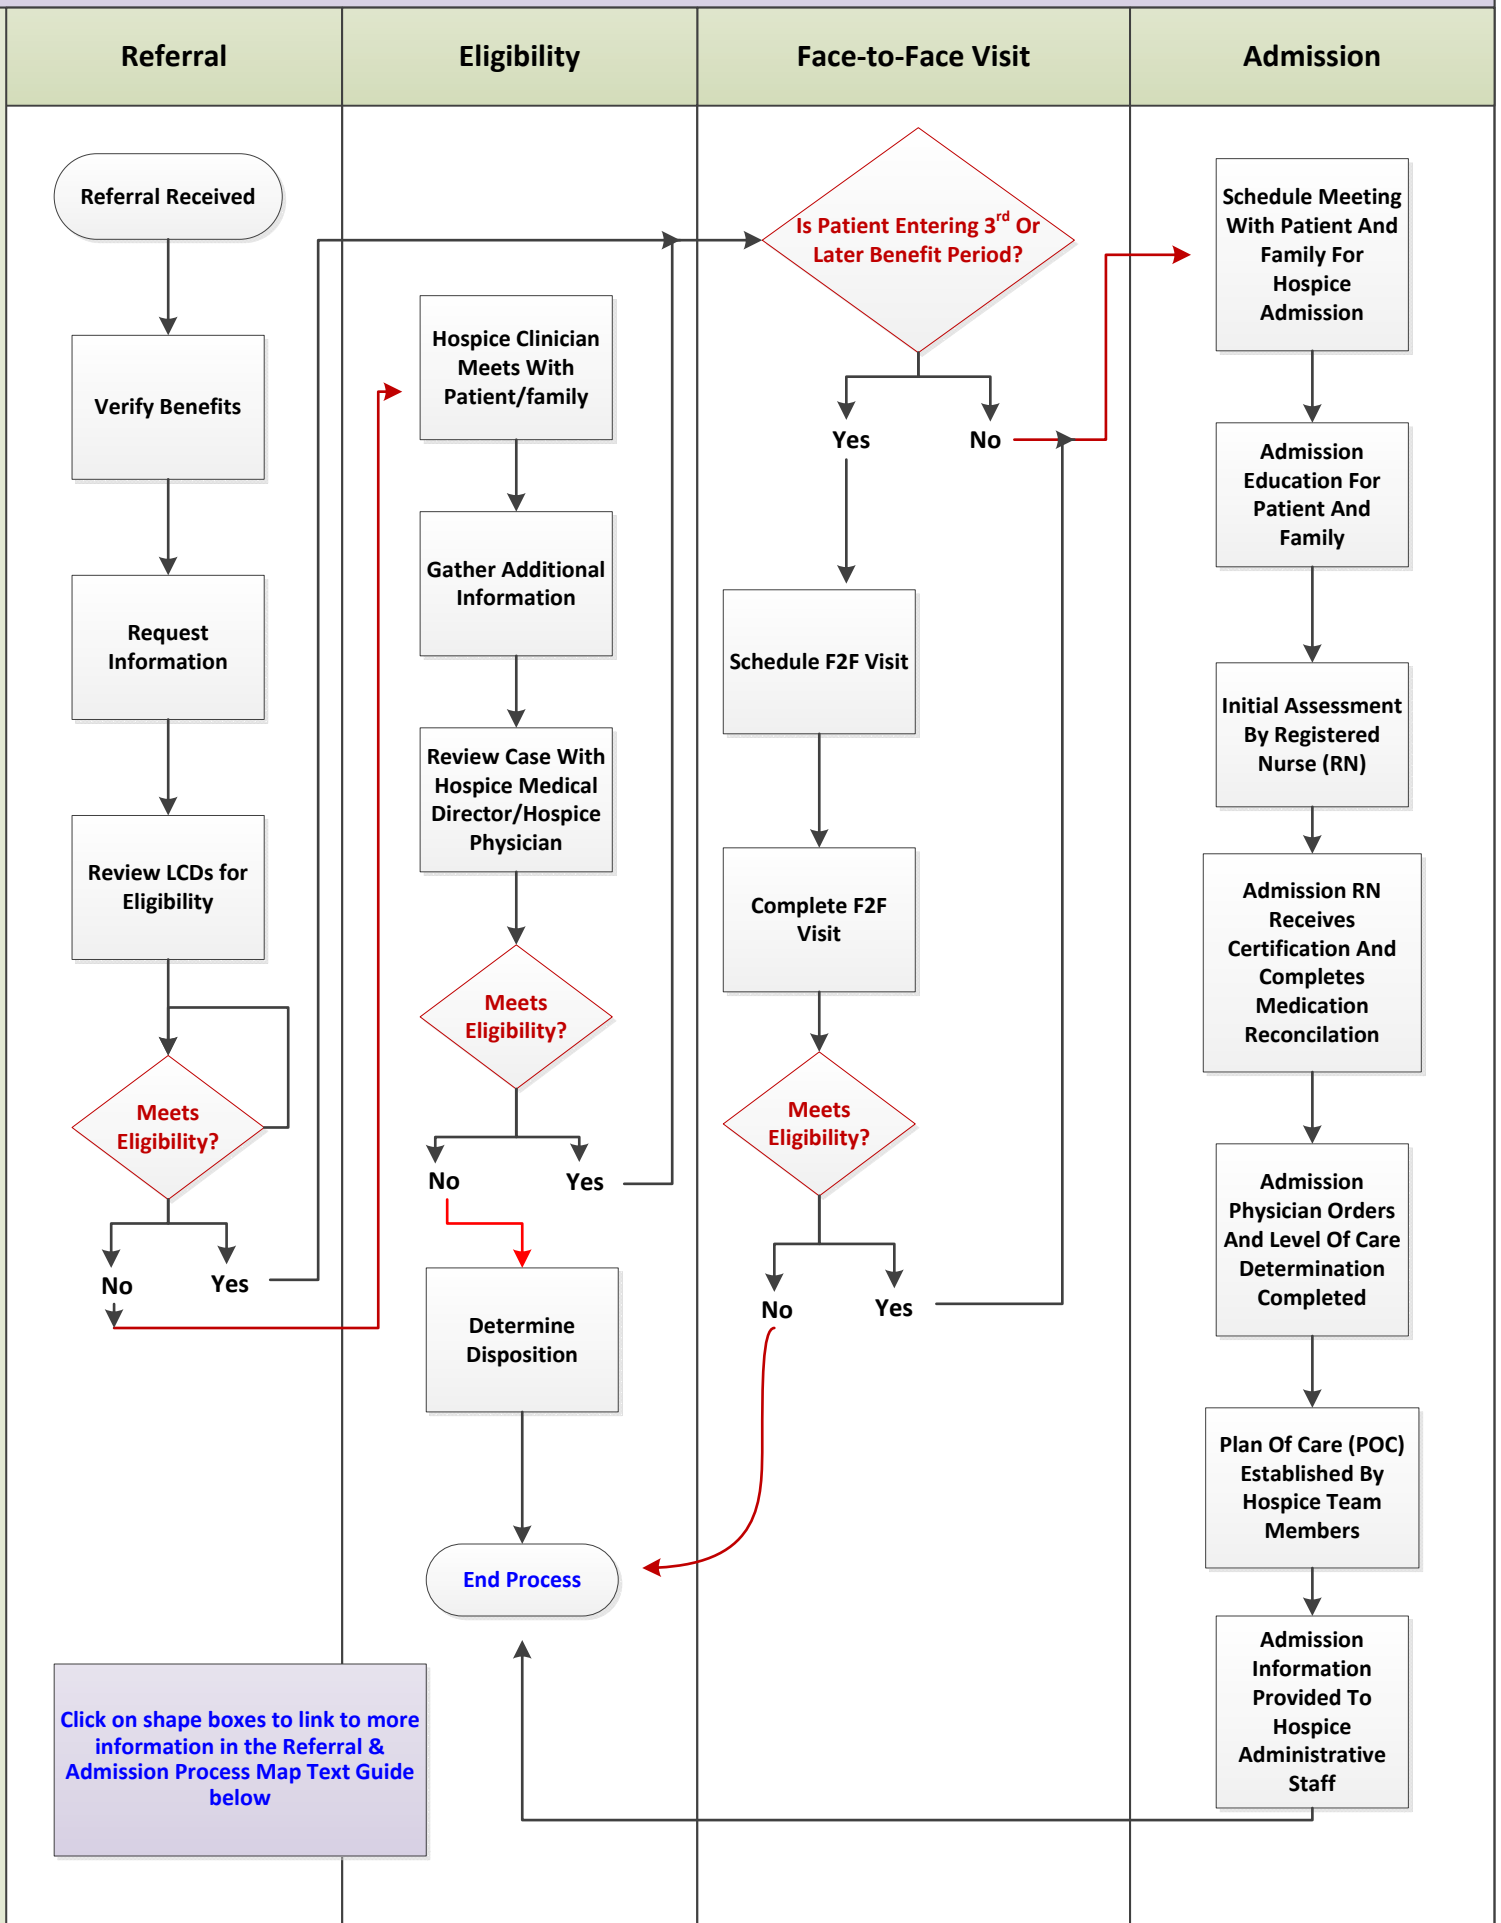 Referral
Eligibility
Face-to-Face Visit
Admission
Referral Received
Verify Benefits
Request
Information
Review LCDs for
Eligibility
Meets
Eligibility?
No
Yes
Click on shape boxes to link to more
information in the Referral &
Admission Process Map Text Guide
below
Hospice Clinician
Meets With
Patient/family
Gather Additional
Information
Review Case With
Hospice Medical
Director/Hospice
Physician
Meets
Eligibility?
No
Yes
Determine
Disposition
End Process
Is Patient Entering 3rd Or
Later Benefit Period?
Yes
No
Schedule F2F Visit
Complete F2F
Visit
Meets
Eligibility?
No
Yes
Schedule Meeting
With Patient And
Family For
Hospice
Admission
Admission
Education For
Patient And
Family
Initial Assessment
By Registered
Nurse (RN)
Admission RN
Receives
Certification And
Completes
Medication
Reconcilation
Admission
Physician Orders
And Level Of Care
Determination
Completed
Plan Of Care (POC)
Established By
Hospice Team
Members
Admission
Information
Provided To
Hospice
Administrative
Staff